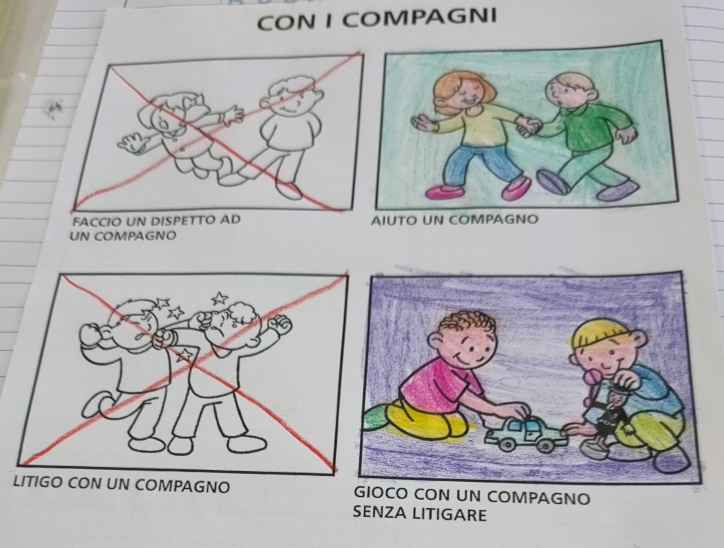 CON I COMPAGNI
FACCIO UN DISPETTO AD
UN COMPAGNO
AIUTO UN COMPAGNO
LITIGO CON UN COMPAGNO
GIOCO CON UN COMPAGNO
SENZA LITIGARE